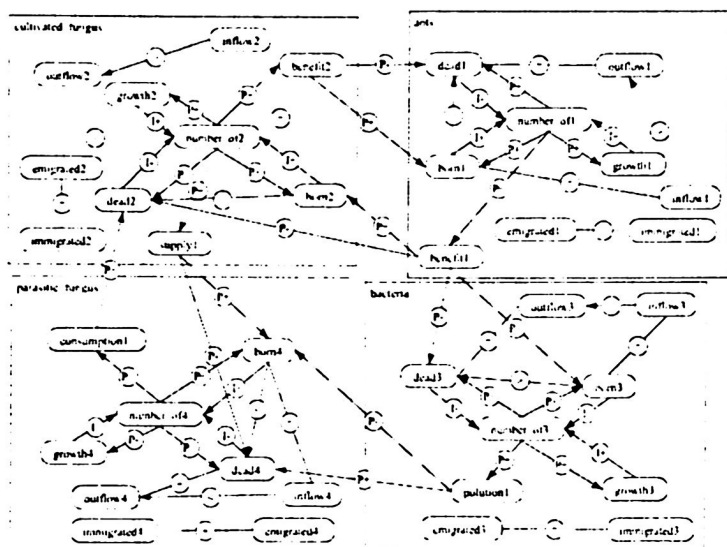 cultivated fungus
ants
inflow2
outflow2
benefit2
dead1
outflow1
growth2
number of2
number of1
born1
growth1
emigrated2
dead2
born2
inflow1
immigrated2
supply1
emigrated1
immigrated1
benefit1
parasitic fungus
bacteria
outflow3
inflow3
consumption1
born4
dead3
born3
number of4
number of3
growth4
dead4
outflow4
inflow4
polution1
growth3
immigrated4
emigrated4
emigrated3
immigrated3